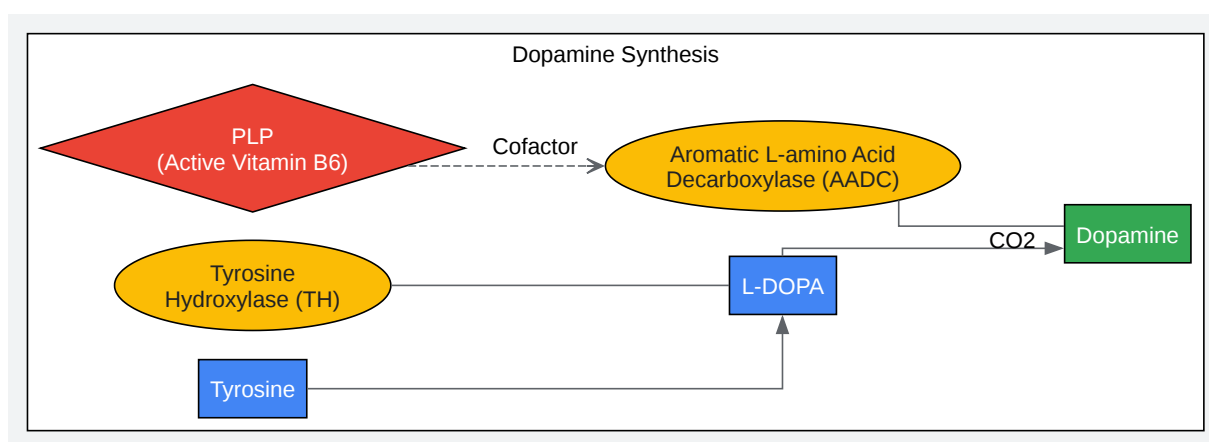 Dopamine Synthesis
PLP
(Active Vitamin B6)
Cofactor
Aromatic L-amino Acid
Decarboxylase (AADC)
Dopamine
CO2
Tyrosine
Hydroxylase (TH)
L-DOPA
Tyrosine